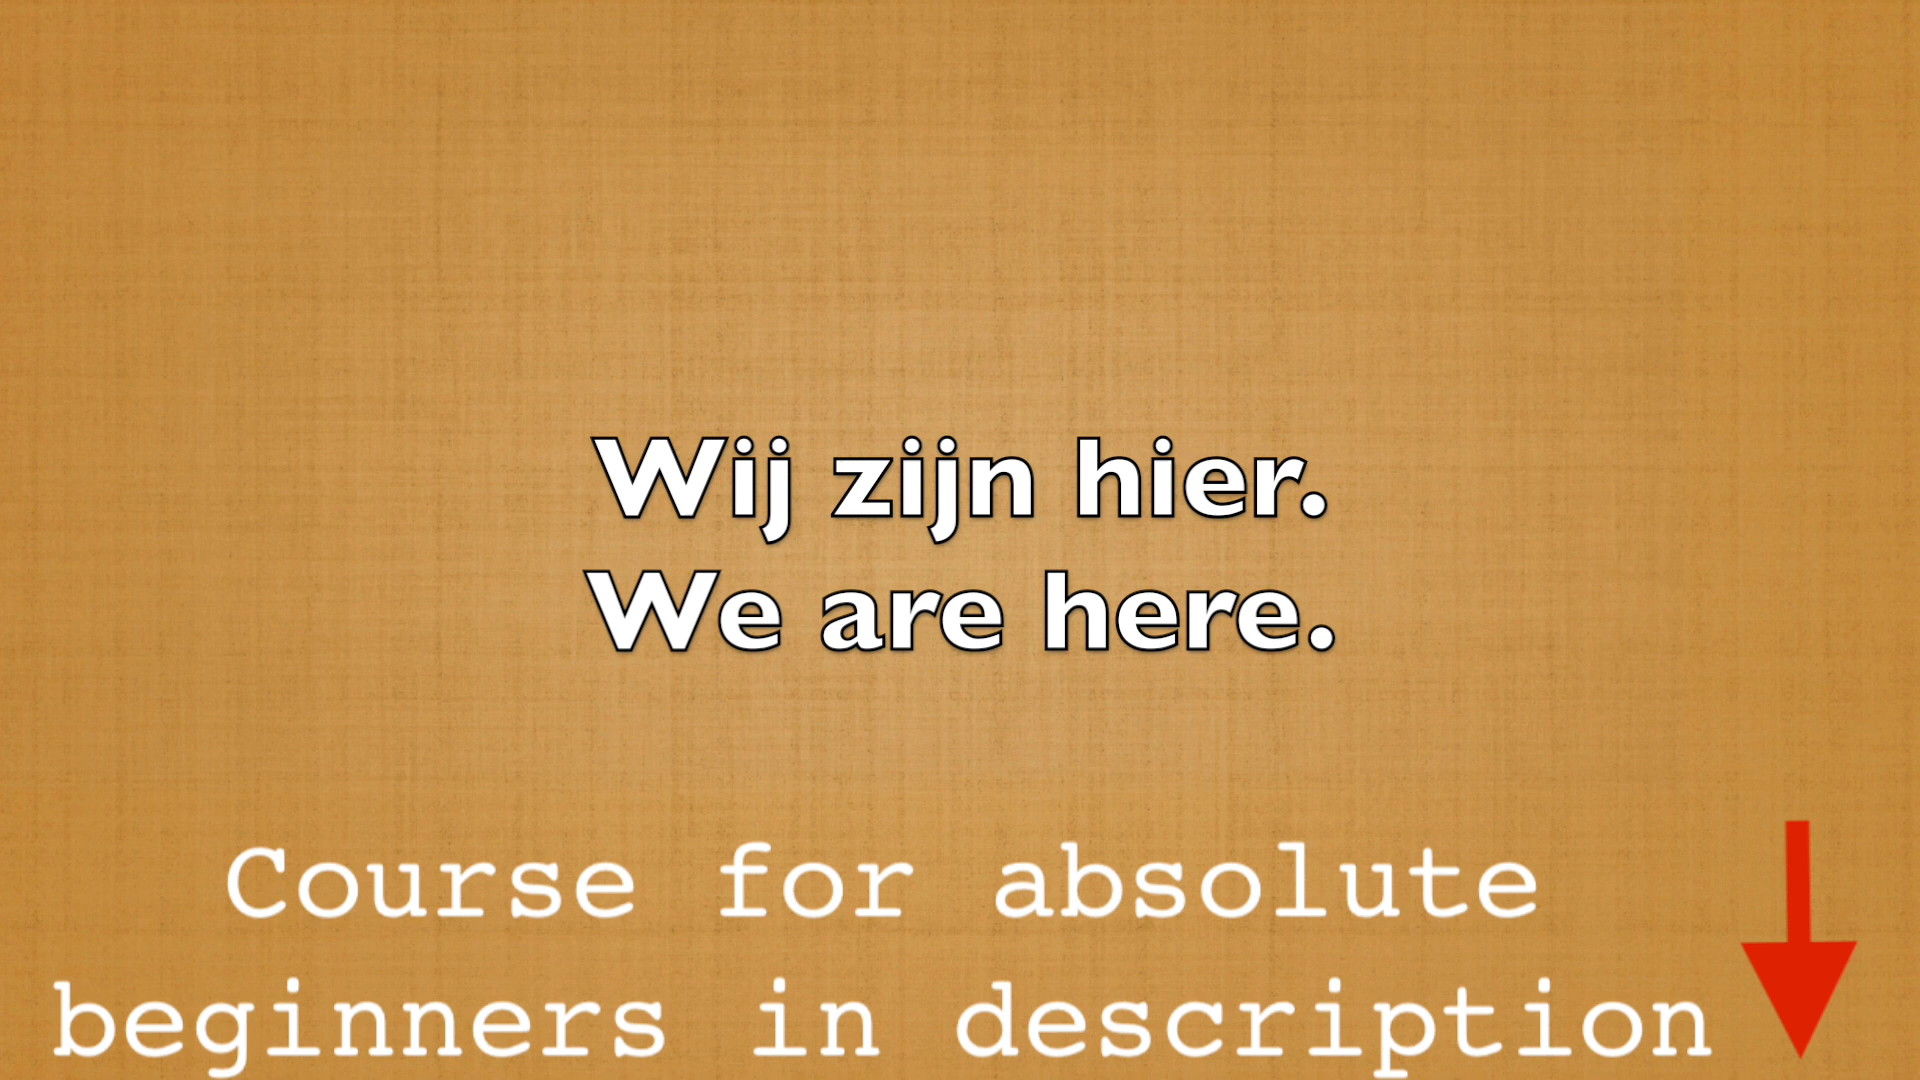 Wij zijn hier.
We are here.
Course for absolute
beginners in description